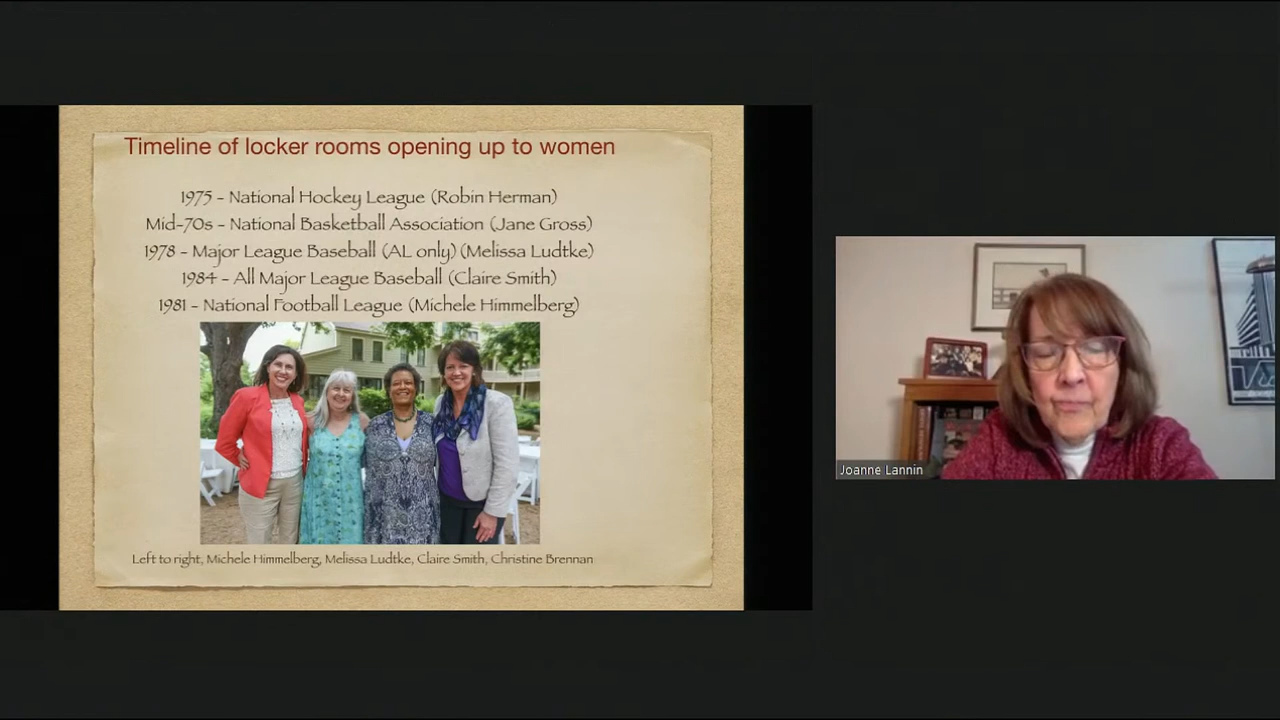 Timeline of locker rooms opening up to women
1975 - National Hockey League (Robin Herman)
Mid-70s - National Basketball Association (Jane Gross)
1978 - Major League Baseball (AL only) (Melissa Ludtke)
1984 - All Major League Baseball (Claire Smith)
1981 - National Football League (Michele Himmelberg)
Left to right, Michele Himmelberg, Melissa Ludtke, Claire Smith, Christine Brennan
Joanne Lannin